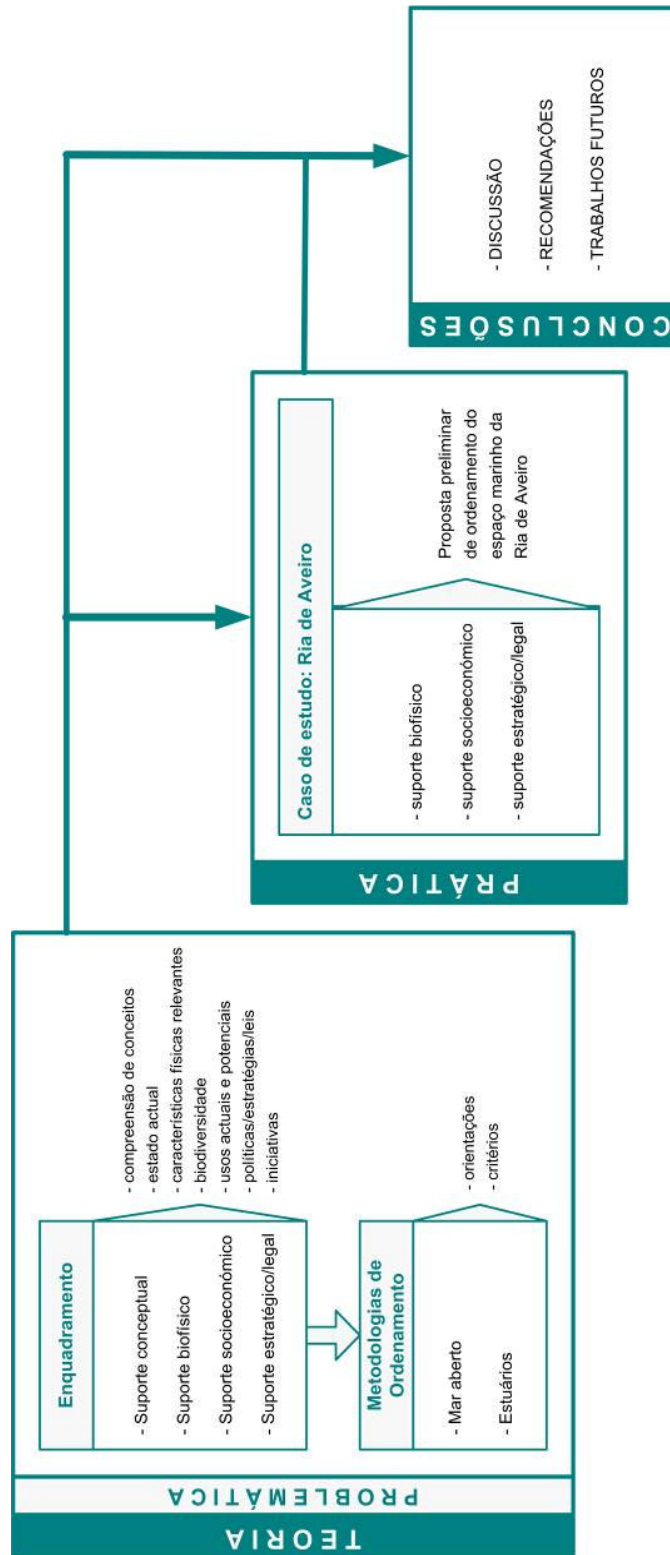 TEORIA
PROBLEMÁTICA
Enquadramento
- Suporte conceptual
- Suporte biofísico
- Suporte socioeconómico
- Suporte estratégico/legal
- compreensão de conceitos
- estado actual
- características físicas relevantes
- biodiversidade
- usos actuais e potenciais
- políticas/estratégias/leis
- iniciativas
Metodologias de
Ordenamento
- Mar aberto
- Estuários
- orientações
- critérios
PRÁTICA
Caso de estudo: Ria de Aveiro
- suporte biofísico
- suporte socioeconómico
- suporte estratégico/legal
Proposta preliminar
de ordenamento do
espaço marinho da
Ria de Aveiro
CONCLUSÕES
- DISCUSSÃO
- RECOMENDAÇÕES
- TRABALHOS FUTUROS